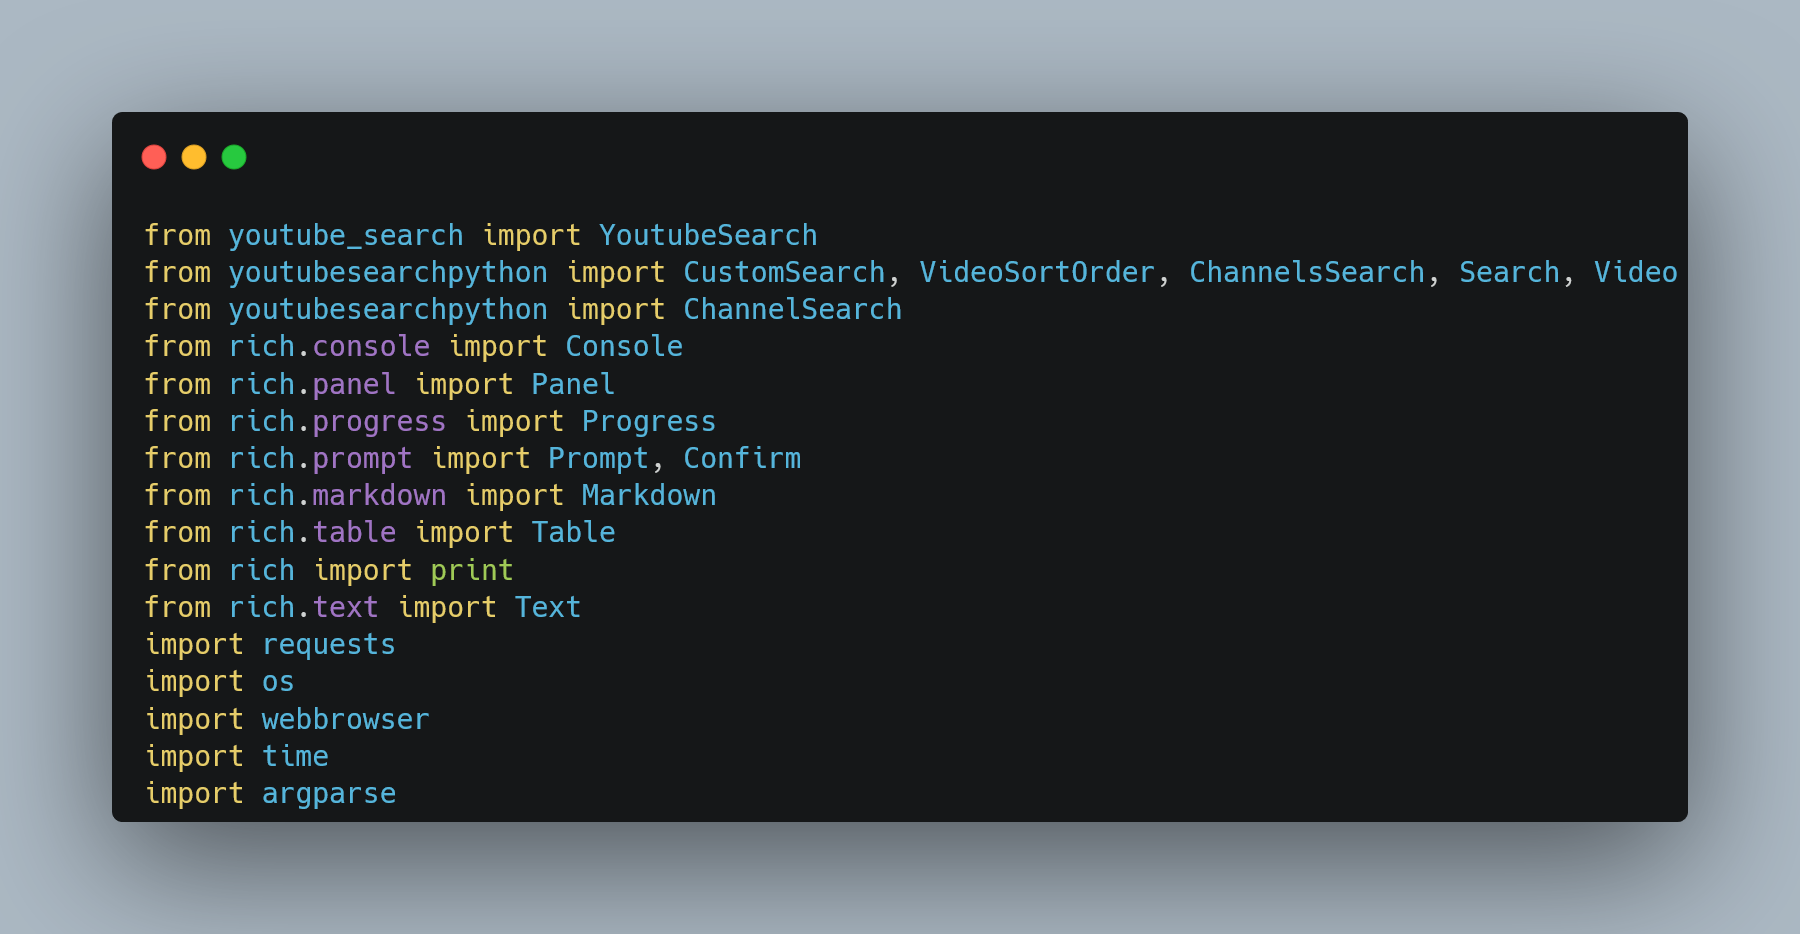 from youtube_search import YoutubeSearch
from youtubesearchpython import CustomSearch, VideoSortOrder, ChannelsSearch, Search, Video
from youtubesearchpython import ChannelSearch
from rich.console import Console
from rich.panel import Panel
from rich.progress import Progress
from rich.prompt import Prompt, Confirm
from rich.markdown import Markdown
from rich.table import Table
from rich import print
from rich.text import Text
import requests
import os
import webbrowser
import time
import argparse